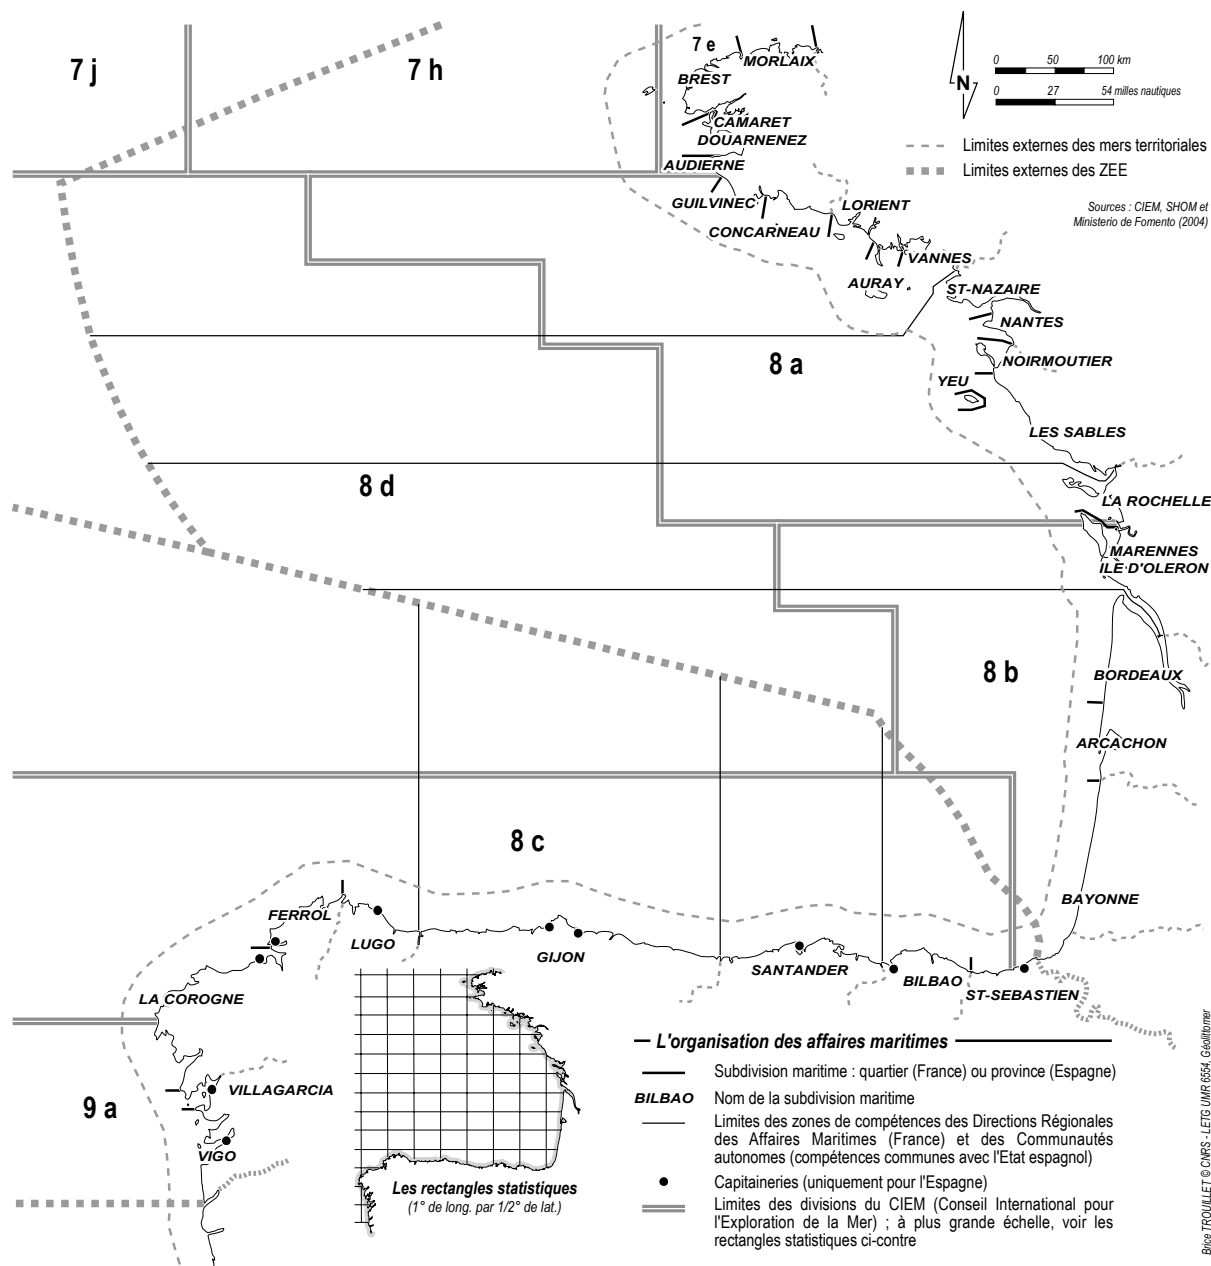 7 j
7 h
7 e
MORLAIX
BREST
CAMARET
DOUARNENEZ
AUDIERNE
GUILVINEC
LORIENT
CONCARNEAU
VANNES
AURAY
ST-NAZAIRE
NANTES
NOIRMOUTIER
YEU
LES SABLES
LA ROCHELLE
MARENNES
ILE D'OLERON
BORDEAUX
ARCACHON
BAYONNE
8 a
8 d
8 b
8 c
9 a
0 50 100 km
N
0 27 54 milles nautiques
Limites externes des mers territoriales
Limites externes des ZEE
Sources : CIEM, SHOM et
Ministerio de Fomento (2004)
FERROL
LUGO
GIJON
SANTANDER
BILBAO
ST-SEBASTIEN
LA COROGNE
VILLAGARCIA
VIGO
Les rectangles statistiques
(1° de long. par 1/2° de lat.)
L'organisation des affaires maritimes
Subdivision maritime : quartier (France) ou province (Espagne)
BILBAO Nom de la subdivision maritime
Limites des zones de compétences des Directions Régionales
des Affaires Maritimes (France) et des Communautés
autonomes (compétences communes avec l'Etat espagnol)
Capitaineries (uniquement pour l'Espagne)
Limites des divisions du CIEM (Conseil International pour
l'Exploration de la Mer) ; à plus grande échelle, voir les
rectangles statistiques ci-contre
Brice TROUILLET © CNRS - LETG UMR 6554, Géolittomer